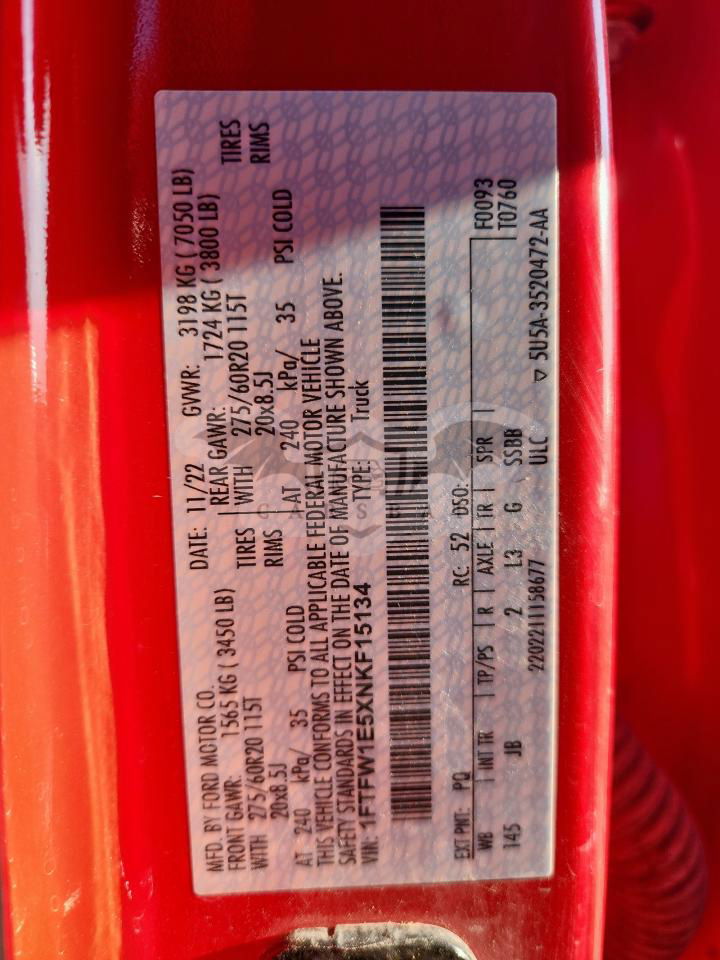 MFD. BY FORD MOTOR CO.
DATE: 11/22 GVWR: 3198 KG ( 7050 LB)
FRONT GAWR: 1565 KG ( 3450 LB) REAR GAWR: 1724 KG ( 3800 LB)
WITH 275/60R20 115T TIRES WITH 275/60R20 115T TIRES
20x8.5J RIMS 20x8.5J RIMS
AT 240 kPa/ 35 PSI COLD AT 240 kPa/ 35 PSI COLD
THIS VEHICLE CONFORMS TO ALL APPLICABLE FEDERAL MOTOR VEHICLE
SAFETY STANDARDS IN EFFECT ON THE DATE OF MANUFACTURE SHOWN ABOVE.
VIN: 1FTFW1E5XNKF15134 TYPE: Truck
EXT PNT: PQ RC: 52 DSO: F0093
WB INT TR TP/PS R AXLE TR SPR T0760
145 JB 2 L3 G SSBB
2202211158677 ULC 5U5A-3520472-AA